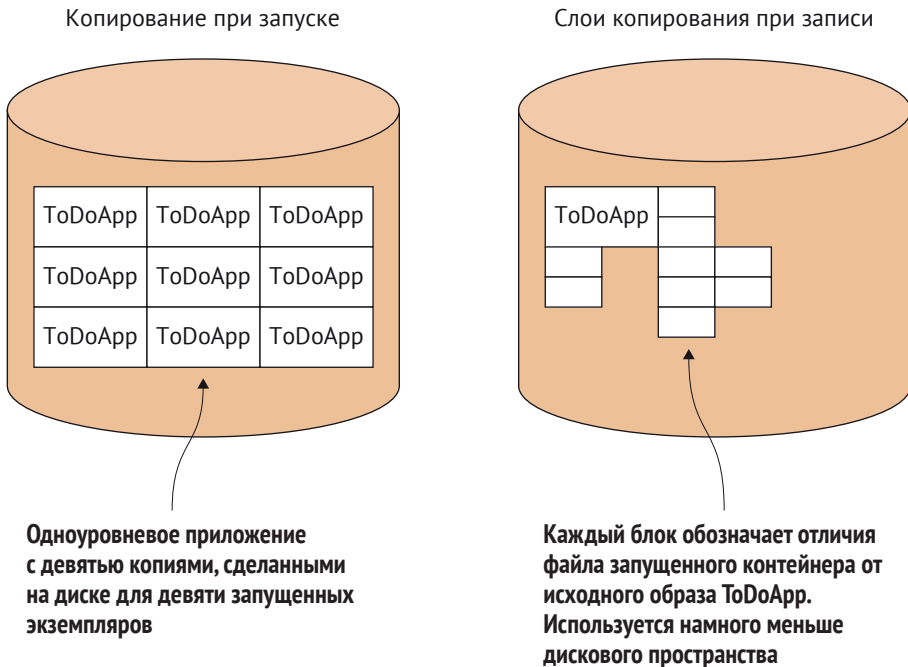 Копирование при запуске
Слои копирования при записи
ToDoApp ToDoApp ToDoApp
ToDoApp ToDoApp ToDoApp
ToDoApp ToDoApp ToDoApp
ToDoApp
Одноуровневое приложение
с девятью копиями, сделанными
на диске для девяти запущенных
экземпляров
Каждый блок обозначает отличия
файла запущенного контейнера от
исходного образа ToDoApp.
Используется намного меньше
дискового пространства